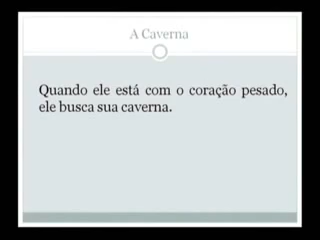 A Caverna
Quando ele está com o coração pesado,
ele busca sua caverna.